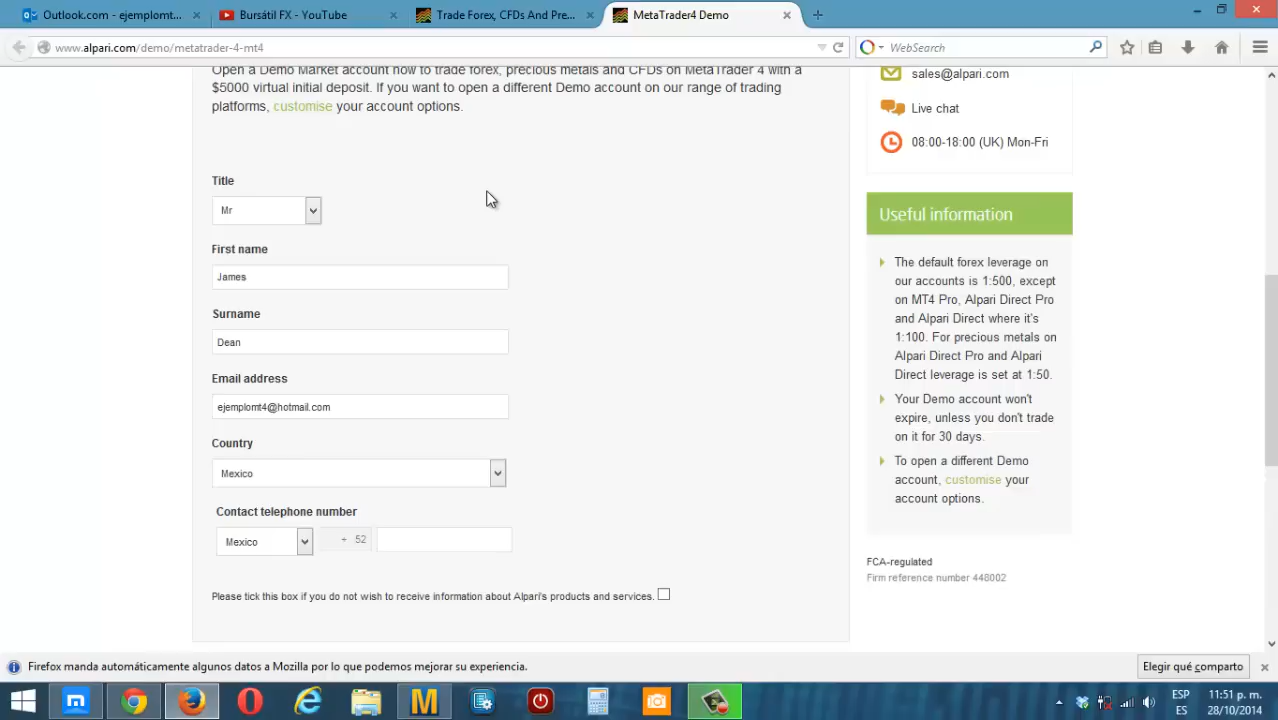 Outlook.com - ejemplomt...
Bursátil FX - YouTube
Trade Forex, CFDs And Pre...
MetaTrader4 Demo
www.alpari.com/demo/metatrader-4-mt4
WebSearch
Open a Demo Market account now to trade forex, precious metals and CFDs on MetaTrader 4 with a
$5000 virtual initial deposit. If you want to open a different Demo account on our range of trading
platforms, customise your account options.
Title
Mr
First name
James
Surname
Dean
Email address
ejemplomt4@hotmail.com
Country
Mexico
Contact telephone number
Mexico
+ 52
Please tick this box if you do not wish to receive information about Alpari's products and services.
sales@alpari.com
Live chat
08:00-18:00 (UK) Mon-Fri
Useful information
The default forex leverage on
our accounts is 1:500, except
on MT4 Pro, Alpari Direct Pro
and Alpari Direct where it's
1:100. For precious metals on
Alpari Direct Pro and Alpari
Direct leverage is set at 1:50.
Your Demo account won't
expire, unless you don't trade
on it for 30 days.
To open a different Demo
account, customise your
account options.
FCA-regulated
Firm reference number 448002
Firefox manda automáticamente algunos datos a Mozilla por lo que podemos mejorar su experiencia.
Elegir qué comparto
ESP
ES
11:51 p. m.
28/10/2014